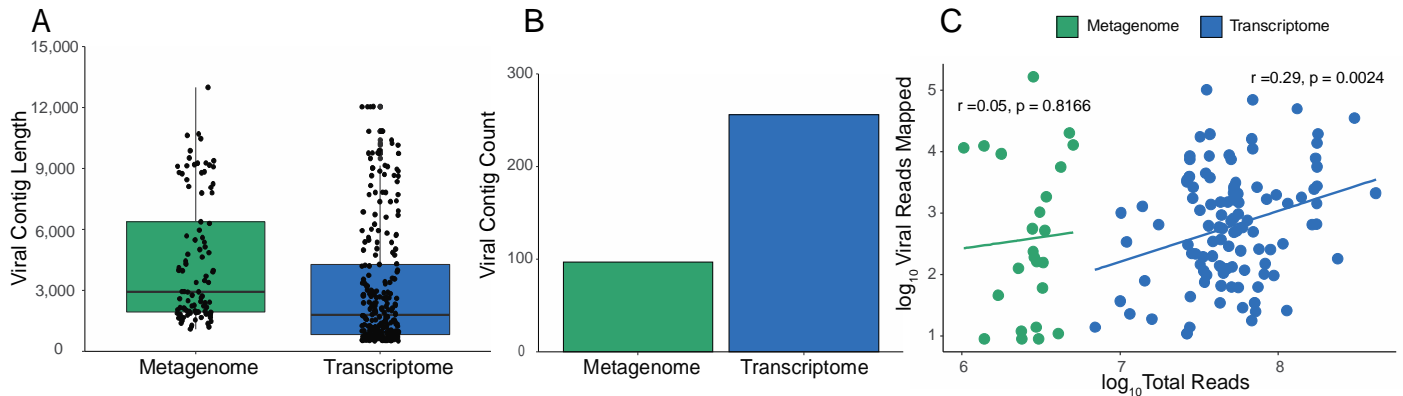 A
Viral Contig Length
15,000
12,000
9,000
6,000
3,000
0
Metagenome
Transcriptome
B
Viral Contig Count
300
200
100
0
Metagenome
Transcriptome
C
Metagenome
Transcriptome
log10 Viral Reads Mapped
5
4
3
2
1
r =0.05, p = 0.8166
r =0.29, p = 0.0024
6
7
8
log10Total Reads